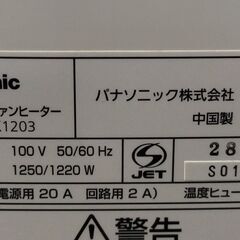 nic パナソニック株式会社
ァンヒーター
1203 中国製
100 V 50/60 Hz 28
1250/1220 W JET S01
電源用 20 A 回路用 2 A) 温度ヒュー
警告